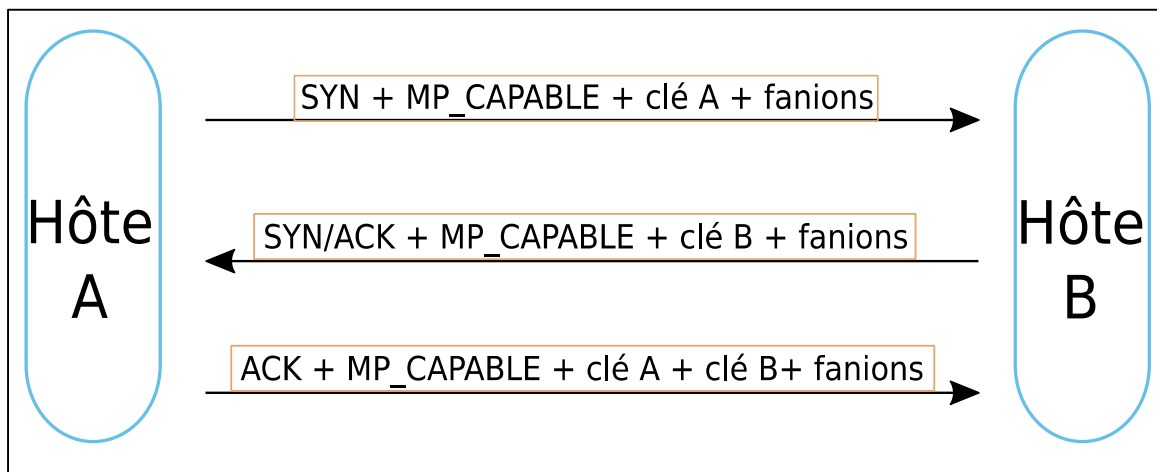 SYN + MP_CAPABLE + clé A + fanions
Hôte
A
SYN/ACK + MP_CAPABLE + clé B + fanions
Hôte
B
ACK + MP_CAPABLE + clé A + clé B+ fanions